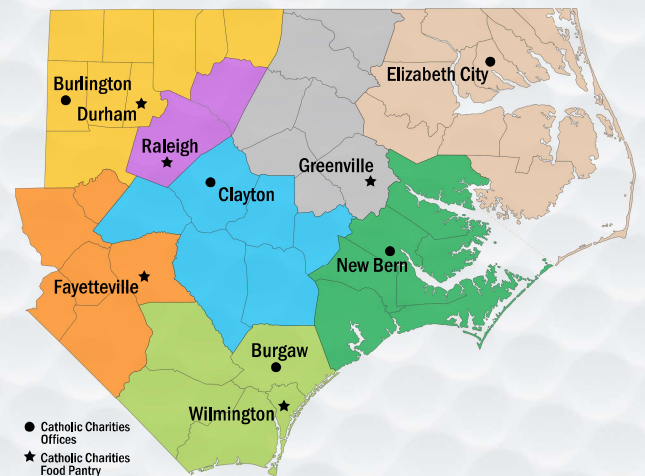 Elizabeth City
Burlington
Durham
Raleigh
Greenville
Clayton
New Bern
Fayetteville
Burgaw
Wilmington
Catholic Charities
Offices
Catholic Charities
Food Pantry